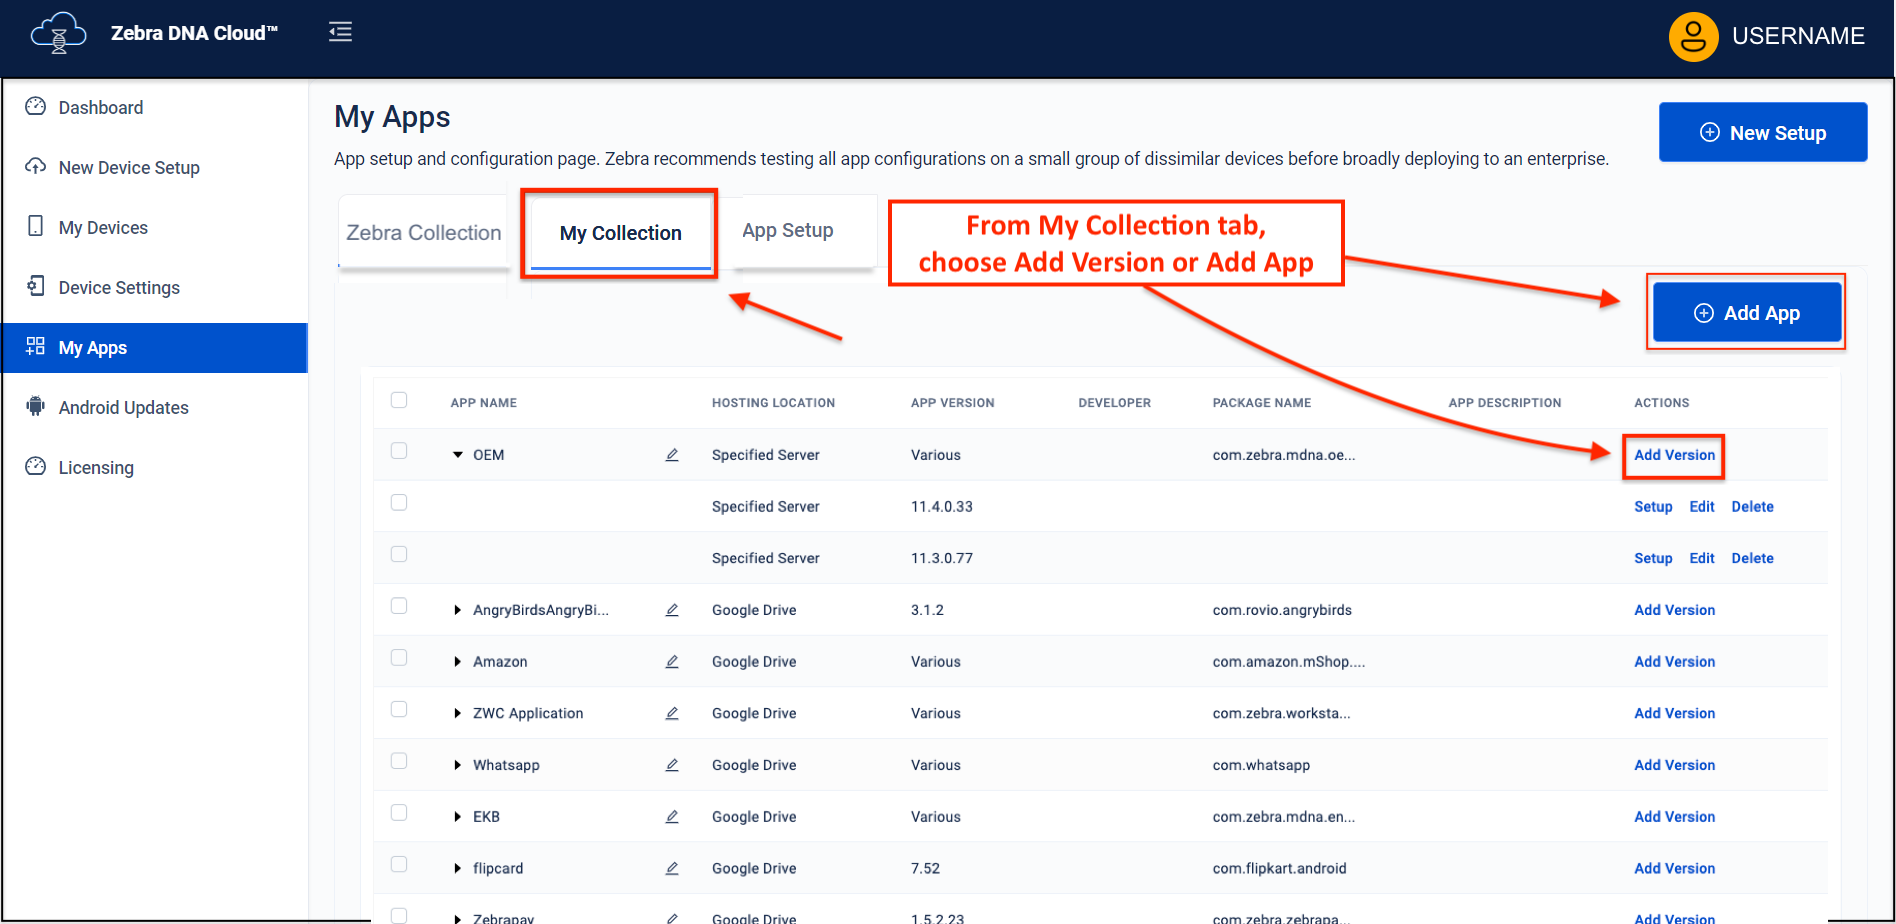 Zebra DNA Cloud™
USERNAME
Dashboard
New Device Setup
My Devices
Device Settings
My Apps
Android Updates
Licensing
My Apps
New Setup
App setup and configuration page. Zebra recommends testing all app configurations on a small group of dissimilar devices before broadly deploying to an enterprise.
Zebra Collection My Collection App Setup
From My Collection tab,
choose Add Version or Add App
Add App
APP NAME HOSTING LOCATION APP VERSION DEVELOPER PACKAGE NAME APP DESCRIPTION ACTIONS
OEM Specified Server Various com.zebra.mdna.oe... Add Version
Specified Server 11.4.0.33 Setup Edit Delete
Specified Server 11.3.0.77 Setup Edit Delete
AngryBirdsAngryBi... Google Drive 3.1.2 com.rovio.angrybirds Add Version
Amazon Google Drive Various com.amazon.mShop.... Add Version
ZWC Application Google Drive Various com.zebra.worksta... Add Version
Whatsapp Google Drive Various com.whatsapp Add Version
EKB Google Drive Various com.zebra.mdna.en... Add Version
flipcard Google Drive 7.52 com.flipkart.android Add Version
Zebrapay Google Drive 1.5.2.23 com.zebra.zebrapa... Add Version